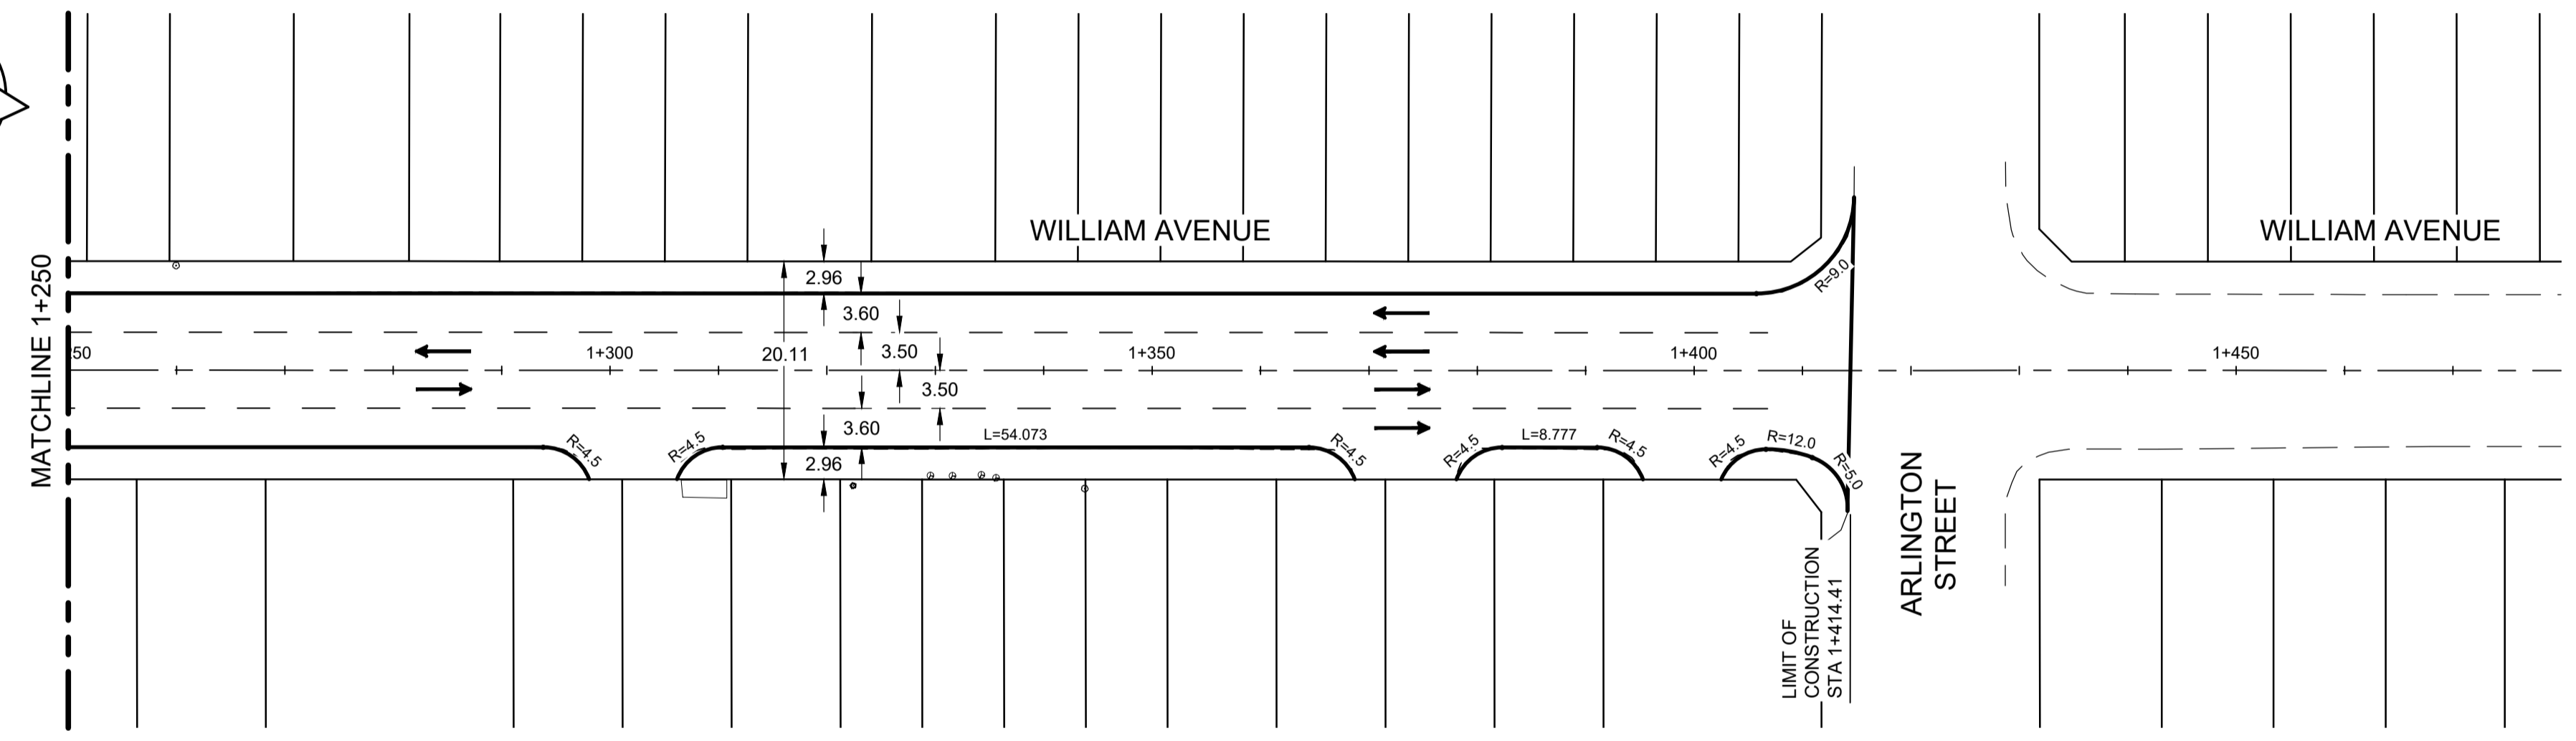 WILLIAM AVENUE
WILLIAM AVENUE
MATCHLINE 1+250
2.96
R=9.0
3.60
50
1+300
20.11
3.50
1+350
1+400
1+450
3.50
3.60
L=54.073
L=8.777
R=12.0
R=4.5
R=4.5
R=4.5
R=4.5
R=4.5
R=4.5
R=5.0
2.96
ARLINGTON
STREET
LIMIT OF
CONSTRUCTION
STA 1+414.41